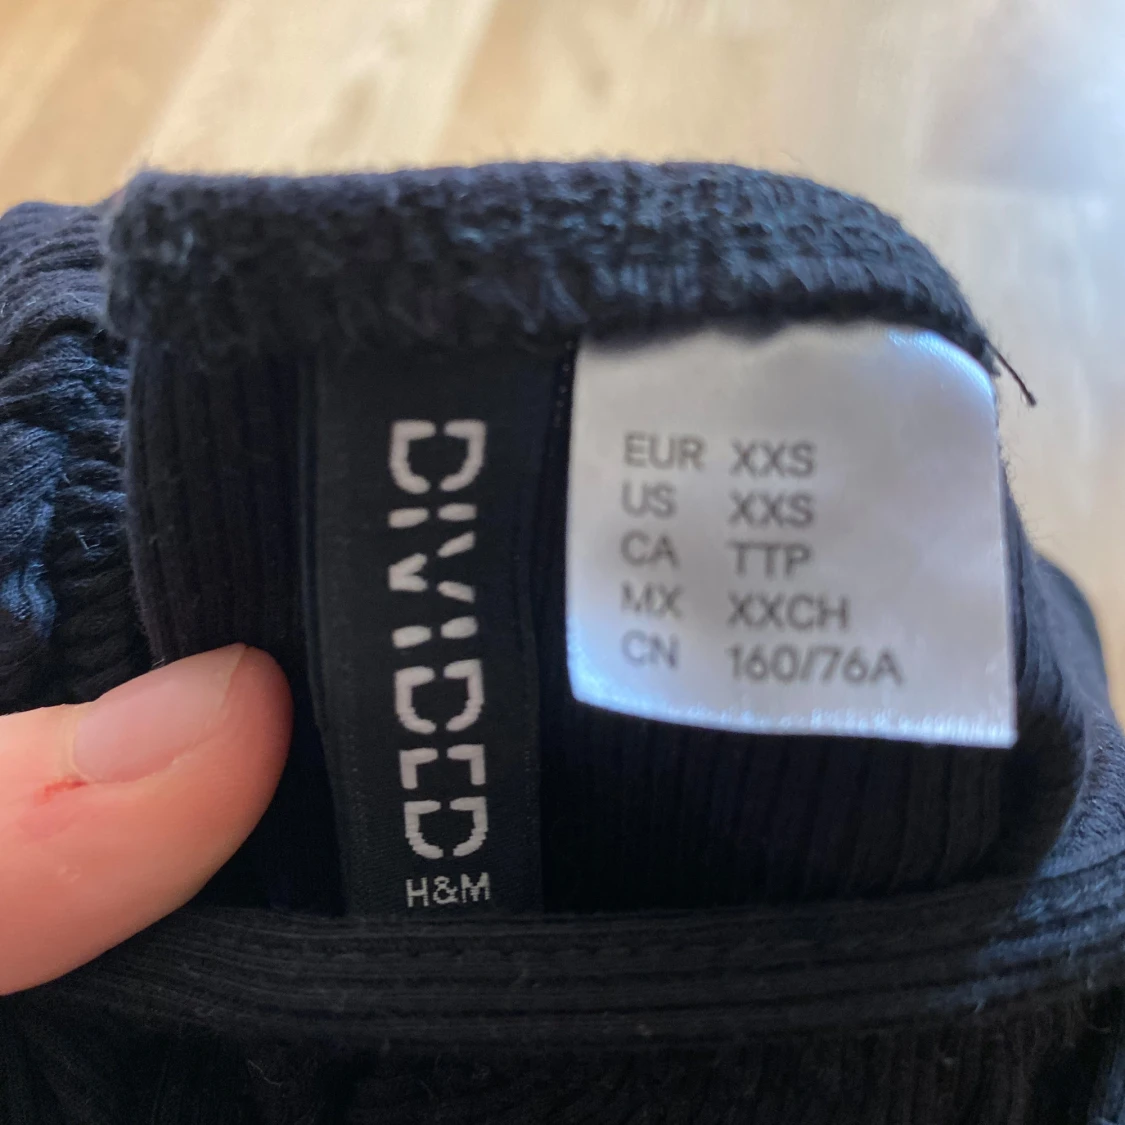 DIVIDED
H&M
EUR XXS
US XXS
CA TTP
MX XXCH
CN 160/76A